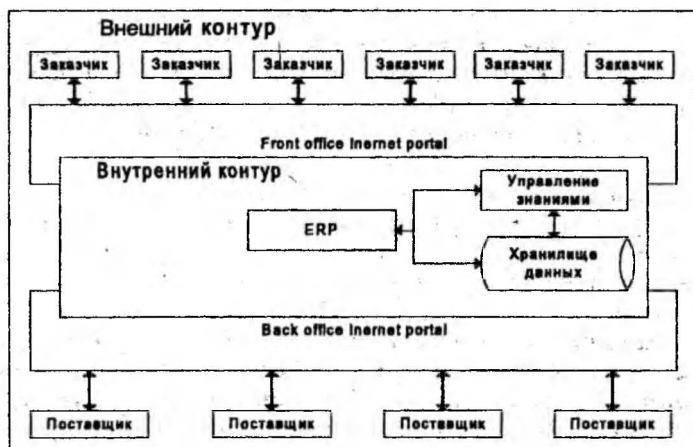 Внешний контур
Заказчик Заказчик Заказчик Заказчик Заказчик Заказчик
Front office Inernet portal
Внутренний контур
Управление
знаниями
ERP
Хранилище
данных
Back office Inernet portal
Поставщик Поставщик Поставщик Поставщик